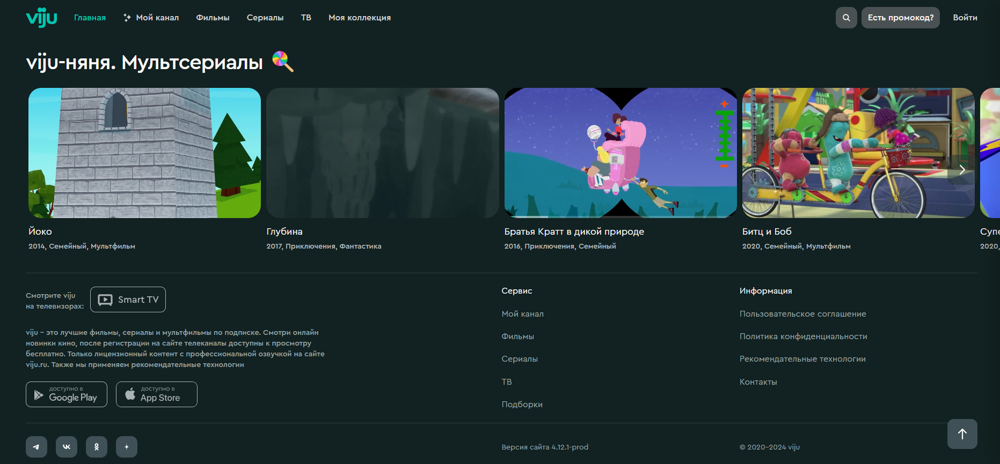 viju Главная Мой канал Фильмы Сериалы ТВ Моя коллекция Есть промокод? Войти
viju-няня. Мультсериалы
Йоко
2014, Семейный, Мультфильм
Глубина
2017, Приключения, Фантастика
Братья Кратт в дикой природе
2016, Приключения, Семейный
Битц и Боб
2020, Семейный, Мультфильм
2020,
Смотрите viju
на телевизорах:
Smart TV
viju – это лучшие фильмы, сериалы и мультфильмы по подписке. Смотри онлайн
новинки кино, после регистрации на сайте телеканалы доступны к просмотру
бесплатно. Только лицензионный контент с профессиональной озвучкой на сайте
viju.ru. Также мы применяем рекомендательные технологии
ДОСТУПНО В
Google Play
ДОСТУПНО В
App Store
Сервис
Мой канал
Фильмы
Сериалы
ТВ
Подборки
Информация
Пользовательское соглашение
Политика конфиденциальности
Рекомендательные технологии
Контакты
Версия сайта 4.12.1-prod
© 2020–2024 viju